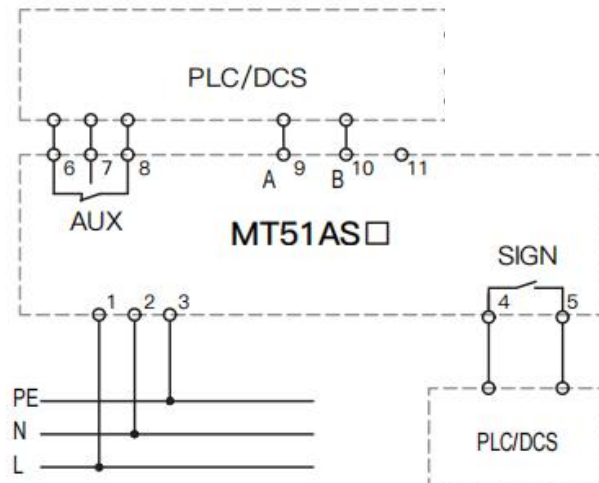 PLC/DCS
6 7 8 A 9 B 10 11
AUX
MT51AS□
SIGN
1 2 3 4 5
PE
N
L
PLC/DCS